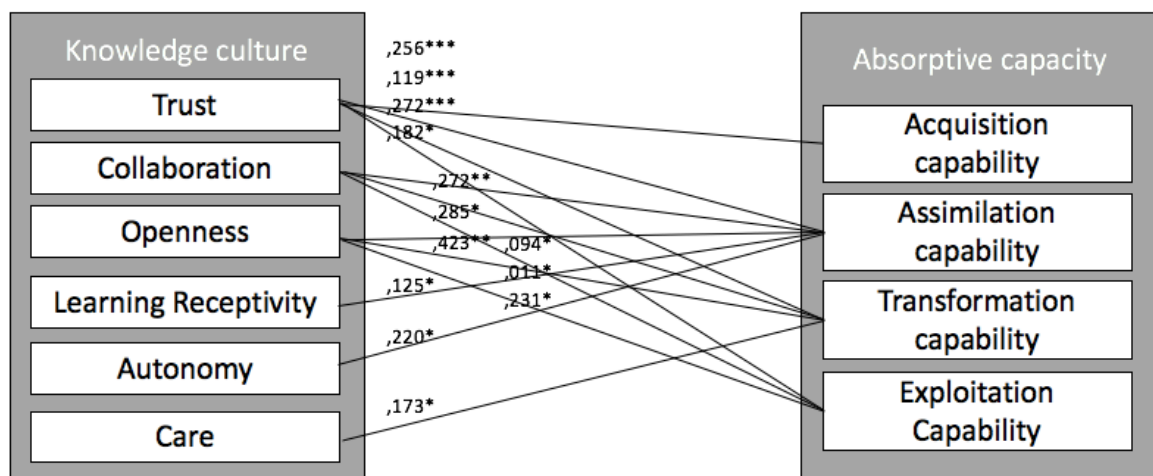 Knowledge culture
Trust
Collaboration
Openness
Learning Receptivity
Autonomy
Care
,256***
,119***
,272***
,182*
,272**
,285*
,423**
,094*
,011*
,231*
,125*
,220*
,173*
Absorptive capacity
Acquisition
capability
Assimilation
capability
Transformation
capability
Exploitation
Capability